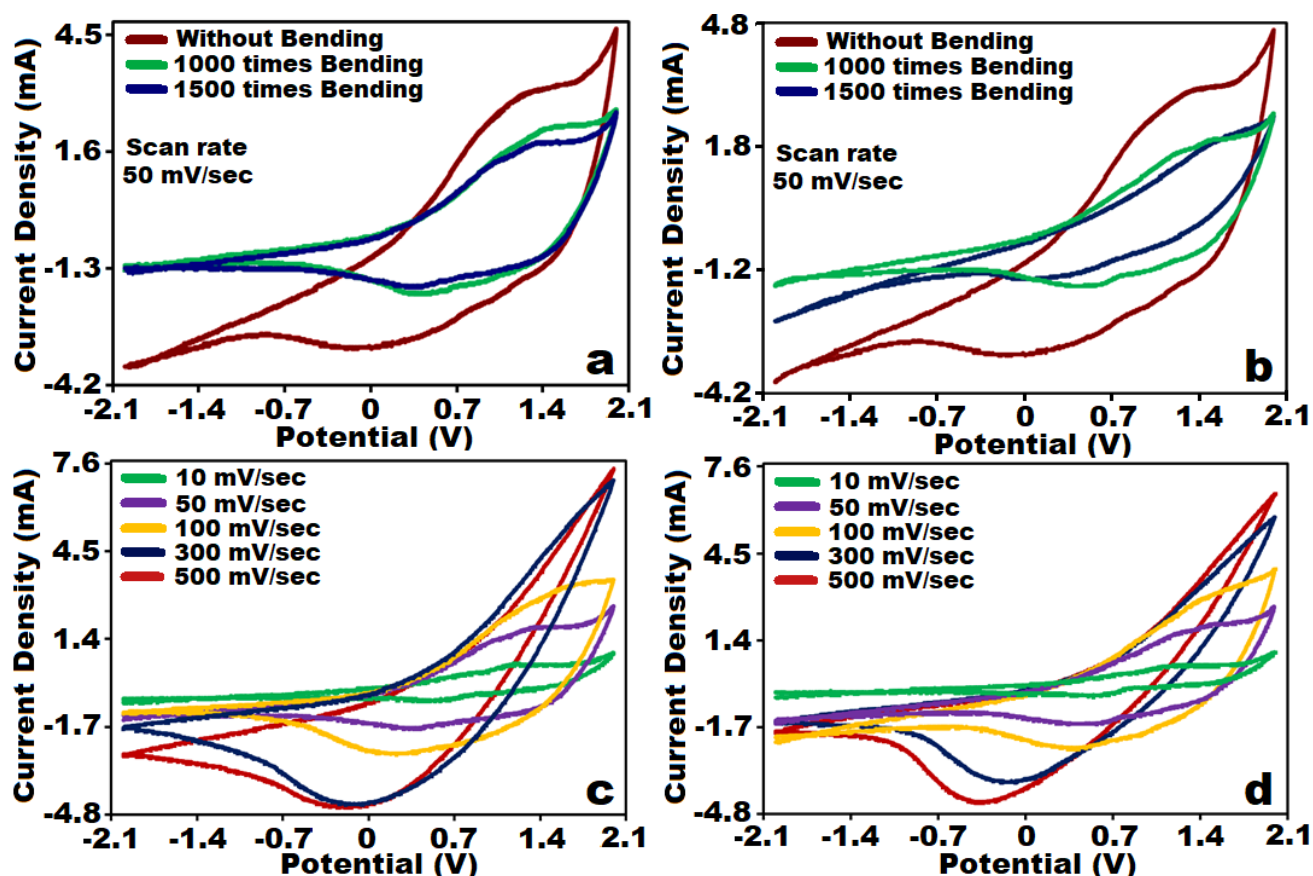 Current Density (mA)
4.5
1.6
-1.3
-4.2
Without Bending
1000 times Bending
1500 times Bending
Scan rate
50 mV/sec
a
-2.1 -1.4 -0.7 0 0.7 1.4 2.1
Potential (V)
Current Density (mA)
4.8
1.8
-1.2
-4.2
Without Bending
1000 times Bending
1500 times Bending
Scan rate
50 mV/sec
b
-2.1 -1.4 -0.7 0 0.7 1.4 2.1
Potential (V)
Current Density (mA)
7.6
4.5
1.4
-1.7
-4.8
10 mV/sec
50 mV/sec
100 mV/sec
300 mV/sec
500 mV/sec
c
-2.1 -1.4 -0.7 0 0.7 1.4 2.1
Potential (V)
Current Density (mA)
7.6
4.5
1.4
-1.7
-4.8
10 mV/sec
50 mV/sec
100 mV/sec
300 mV/sec
500 mV/sec
d
-2.1 -1.4 -0.7 0 0.7 1.4 2.1
Potential (V)